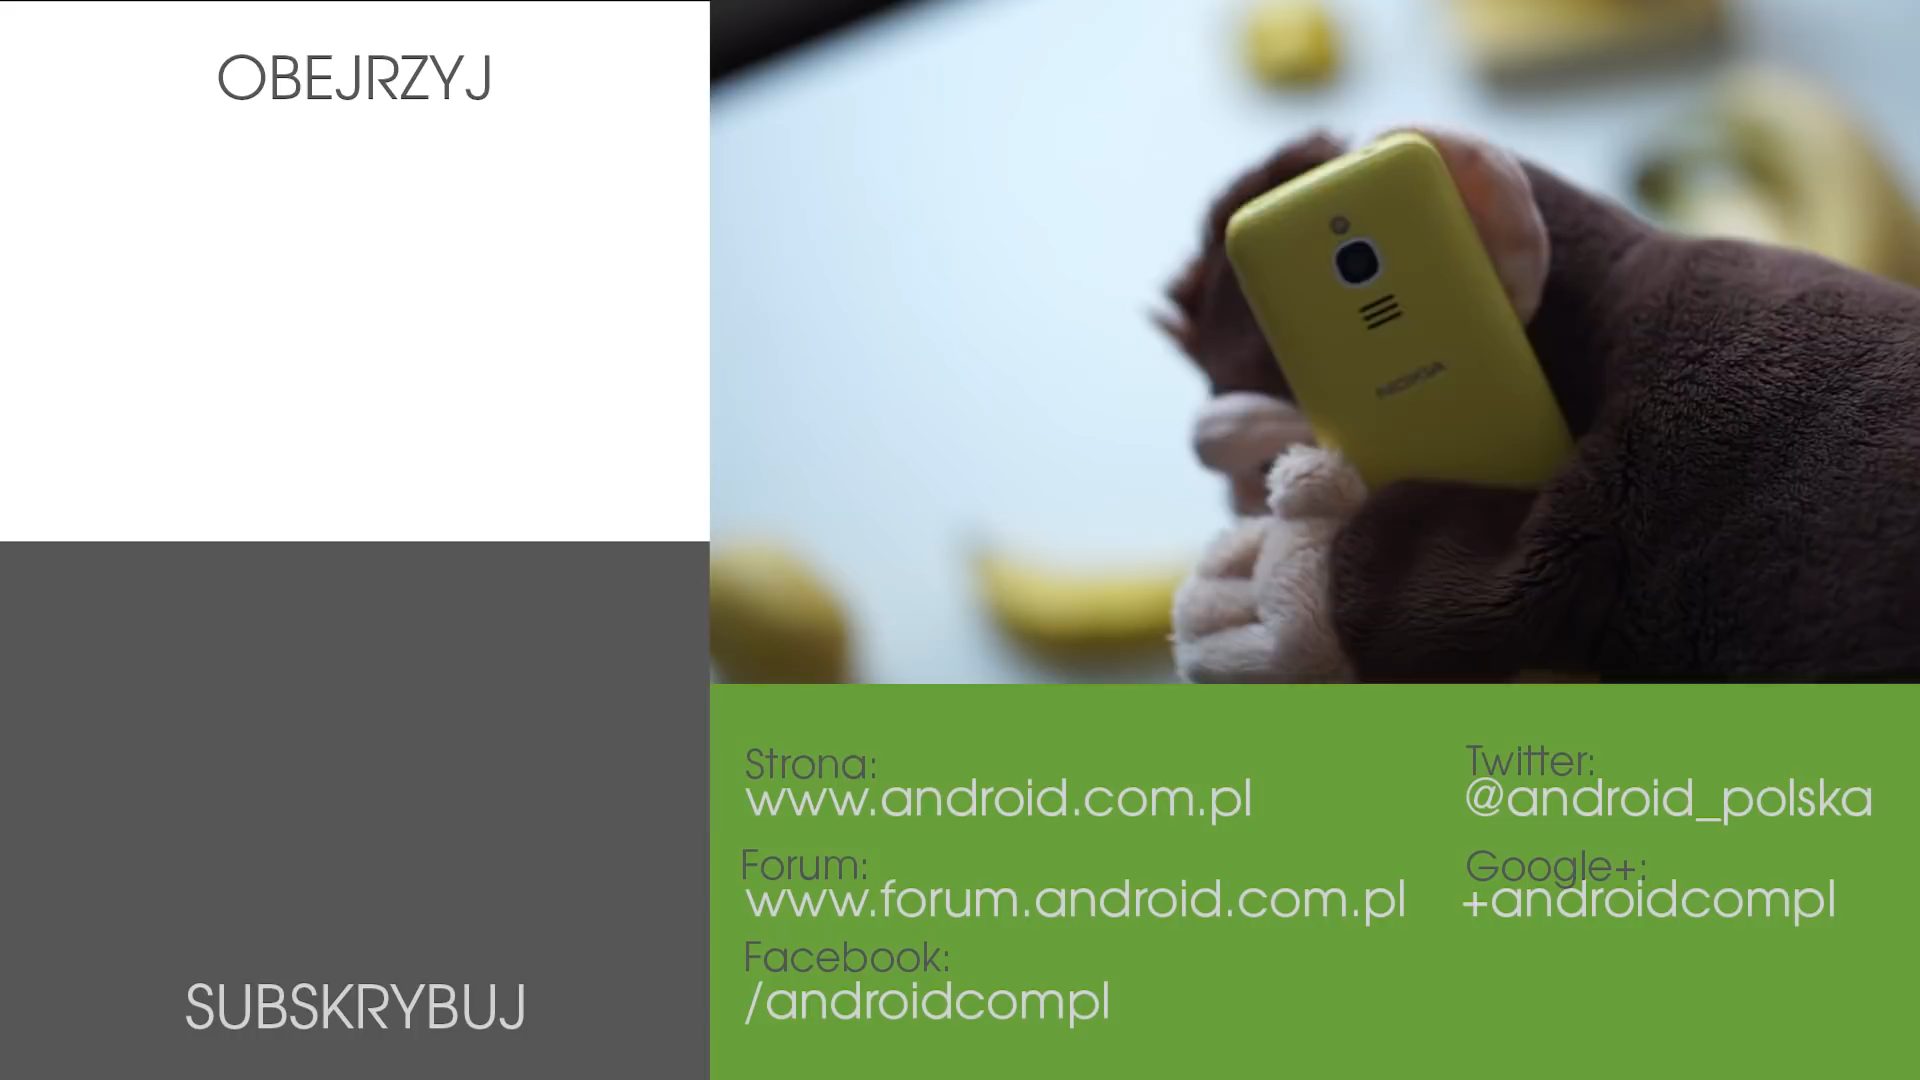 OBEJRZYJ
NOKIA
SUBSKRYBUJ
Strona:
www.android.com.pl
Forum:
www.forum.android.com.pl
Facebook:
/androidcompl
Twitter:
@android_polska
Google+:
+androidcompl